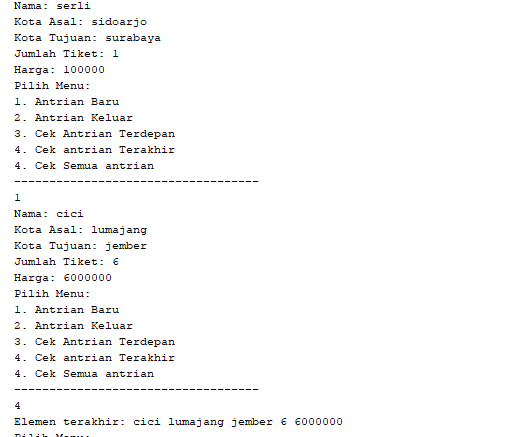 Nama: serli
Kota Asal: sidoarjo
Kota Tujuan: surabaya
Jumlah Tiket: 1
Harga: 100000
Pilih Menu:
1. Antrian Baru
2. Antrian Keluar
3. Cek Antrian Terdepan
4. Cek antrian Terakhir
4. Cek Semua antrian
-----------------------------------
1
Nama: cici
Kota Asal: lumajang
Kota Tujuan: jember
Jumlah Tiket: 6
Harga: 6000000
Pilih Menu:
1. Antrian Baru
2. Antrian Keluar
3. Cek Antrian Terdepan
4. Cek antrian Terakhir
4. Cek Semua antrian
-----------------------------------
4
Elemen terakhir: cici lumajang jember 6 6000000
Pilih Menu: